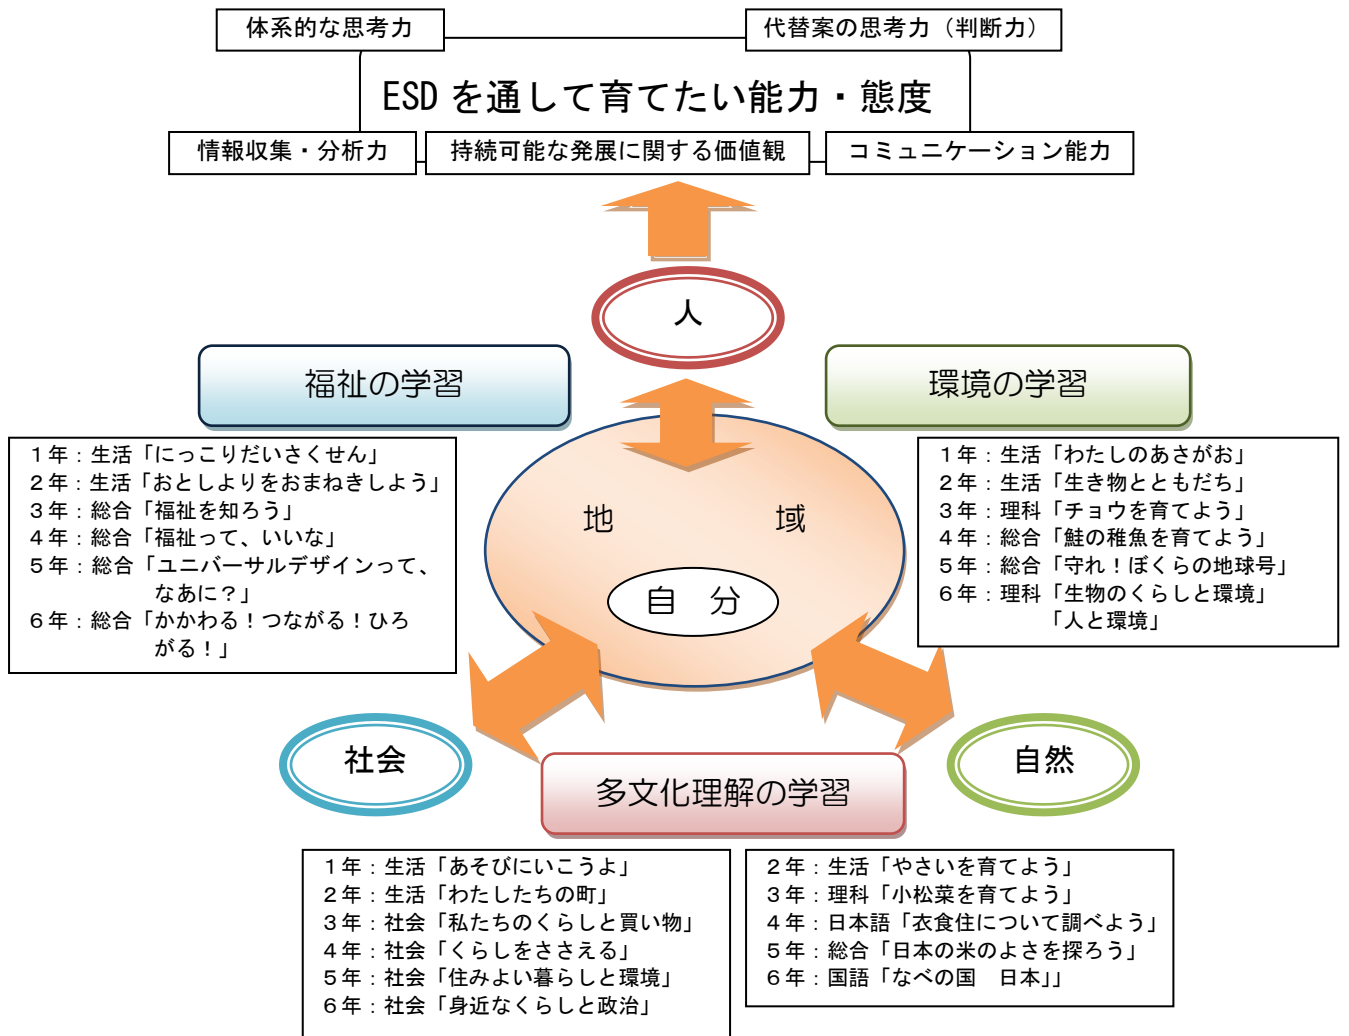 体系的な思考力
代替案の思考力（判断力）
ESD を通して育てたい能力・態度
情報収集・分析力
持続可能な発展に関する価値観
コミュニケーション能力
人
福祉の学習
環境の学習
１年：生活「にっこりだいさくせん」
２年：生活「おとしよりをおまねきしよう」
３年：総合「福祉を知ろう」
４年：総合「福祉って、いいな」
５年：総合「ユニバーサルデザインって、
なあに？」
６年：総合「かかわる！つながる！ひろ
がる！」
１年：生活「わたしのあさがお」
２年：生活「生き物とともだち」
３年：理科「チョウを育てよう」
４年：総合「鮭の稚魚を育てよう」
５年：総合「守れ！ぼくらの地球号」
６年：理科「生物のくらしと環境」
「人と環境」
地　域
自　分
社会
自然
多文化理解の学習
１年：生活「あそびにいこうよ」
２年：生活「わたしたちの町」
３年：社会「私たちのくらしと買い物」
４年：社会「くらしをささえる」
５年：社会「住みよい暮らしと環境」
６年：社会「身近なくらしと政治」
２年：生活「やさいを育てよう」
３年：理科「小松菜を育てよう」
４年：日本語「衣食住について調べよう」
５年：総合「日本の米のよさを探ろう」
６年：国語「なべの国　日本」」